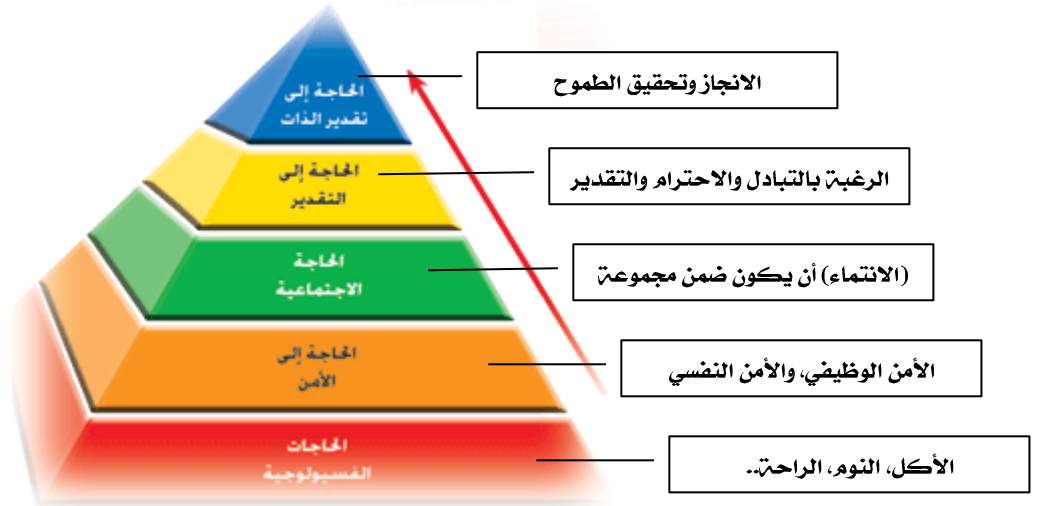 الحاجة إلى
تقدير الذات
الانجاز وتحقيق الطموح
الحاجة إلى
التقدير
الرغبة بالتبادل والاحترام والتقدير
الحاجة
الاجتماعية
(الانتماء) أن يكون ضمن مجموعة
الحاجة إلى
الأمن
الأمن الوظيفي، والأمن النفسي
الحاجات
الفسيولوجية
الأكل، النوم، الراحة..